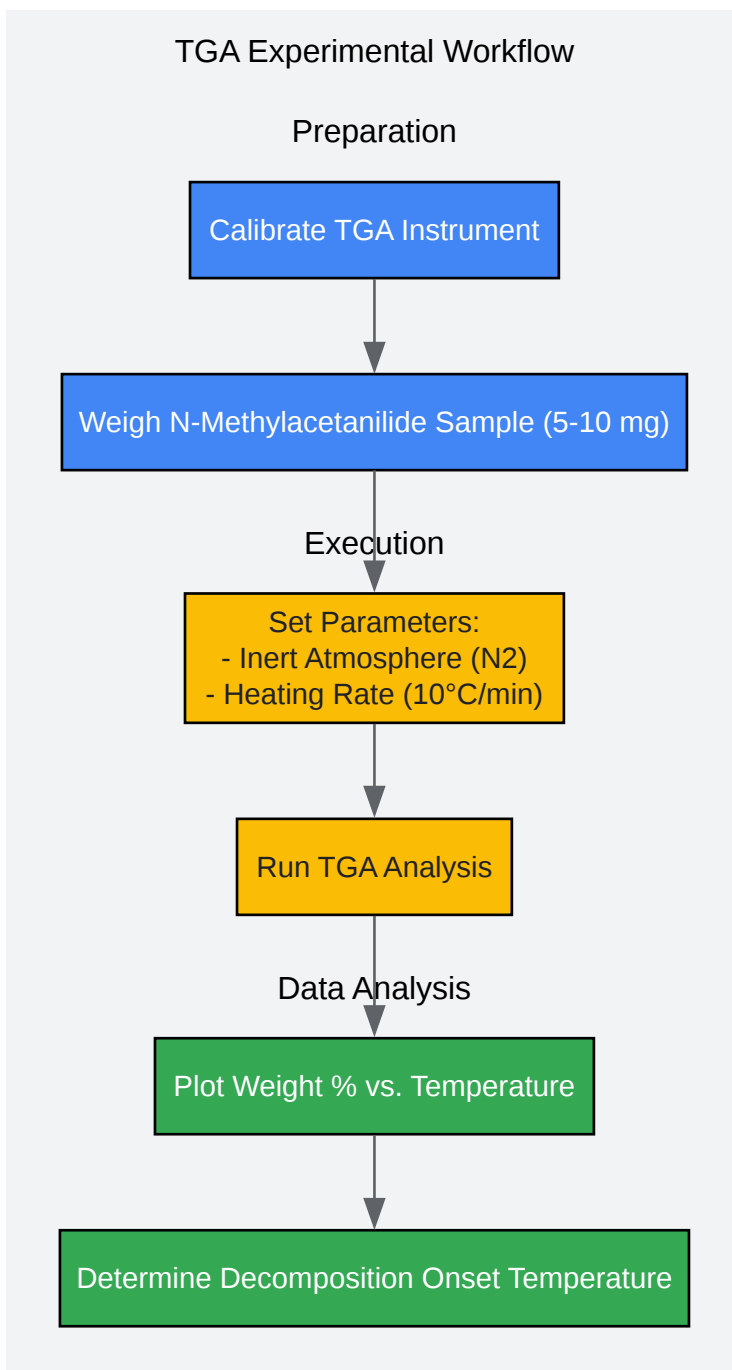 TGA Experimental Workflow
Preparation
Calibrate TGA Instrument
Weigh N-Methylacetanilide Sample (5-10 mg)
Execution
Set Parameters:
- Inert Atmosphere (N2)
- Heating Rate (10°C/min)
Run TGA Analysis
Data Analysis
Plot Weight % vs. Temperature
Determine Decomposition Onset Temperature